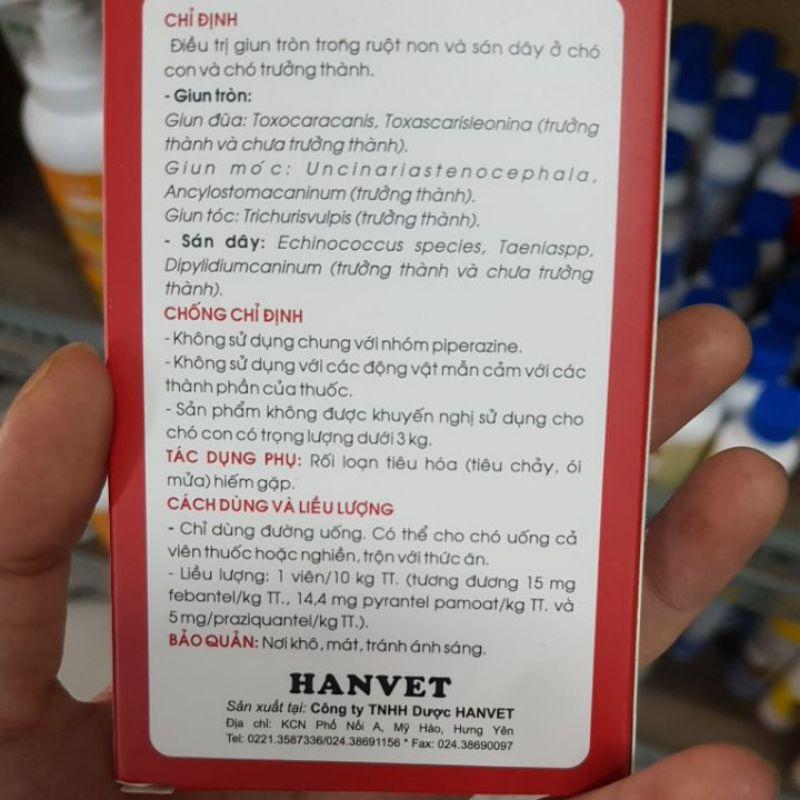 CHỈ ĐỊNH
Điều trị giun tròn trong ruột non và sán dây ở chó
con và chó trưởng thành.
- Giun tròn:
Giun đũa: Toxocaracanis, Toxascarisleonina (trưởng
thành và chưa trưởng thành).
Giun móc: Uncinariastenocephala,
Ancylostomacaninum (trưởng thành).
Giun tóc: Trichurisvulpis (trưởng thành).
- Sán dây: Echinococcus species, Taeniaspp,
Dipylidiumcaninum (trưởng thành và chưa trưởng
thành).
CHỐNG CHỈ ĐỊNH
- Không sử dụng chung với nhóm piperazine.
- Không sử dụng với các động vật mẫn cảm với các
thành phần của thuốc.
- Sản phẩm không được khuyến nghị sử dụng cho
chó con có trọng lượng dưới 3 kg.
TÁC DỤNG PHỤ: Rối loạn tiêu hóa (tiêu chảy, ói
mửa) hiếm gặp.
CÁCH DÙNG VÀ LIỀU LƯỢNG
- Chỉ dùng đường uống. Có thể cho chó uống cả
viên thuốc hoặc nghiền, trộn với thức ăn.
- Liều lượng: 1 viên/10 kg TT. (tương đương 15 mg
febantel/kg TT., 14,4 mg pyrantel pamoat/kg TT. và
5 mg/praziquantel/kg TT.).
BẢO QUẢN: Nơi khô, mát, tránh ánh sáng.
HANVET
Sản xuất tại: Công ty TNHH Dược HANVET
Địa chỉ: KCN Phố Nối A, Mỹ Hào, Hưng Yên
Tel: 0221.3587336/024.38691156 * Fax: 024.38690097